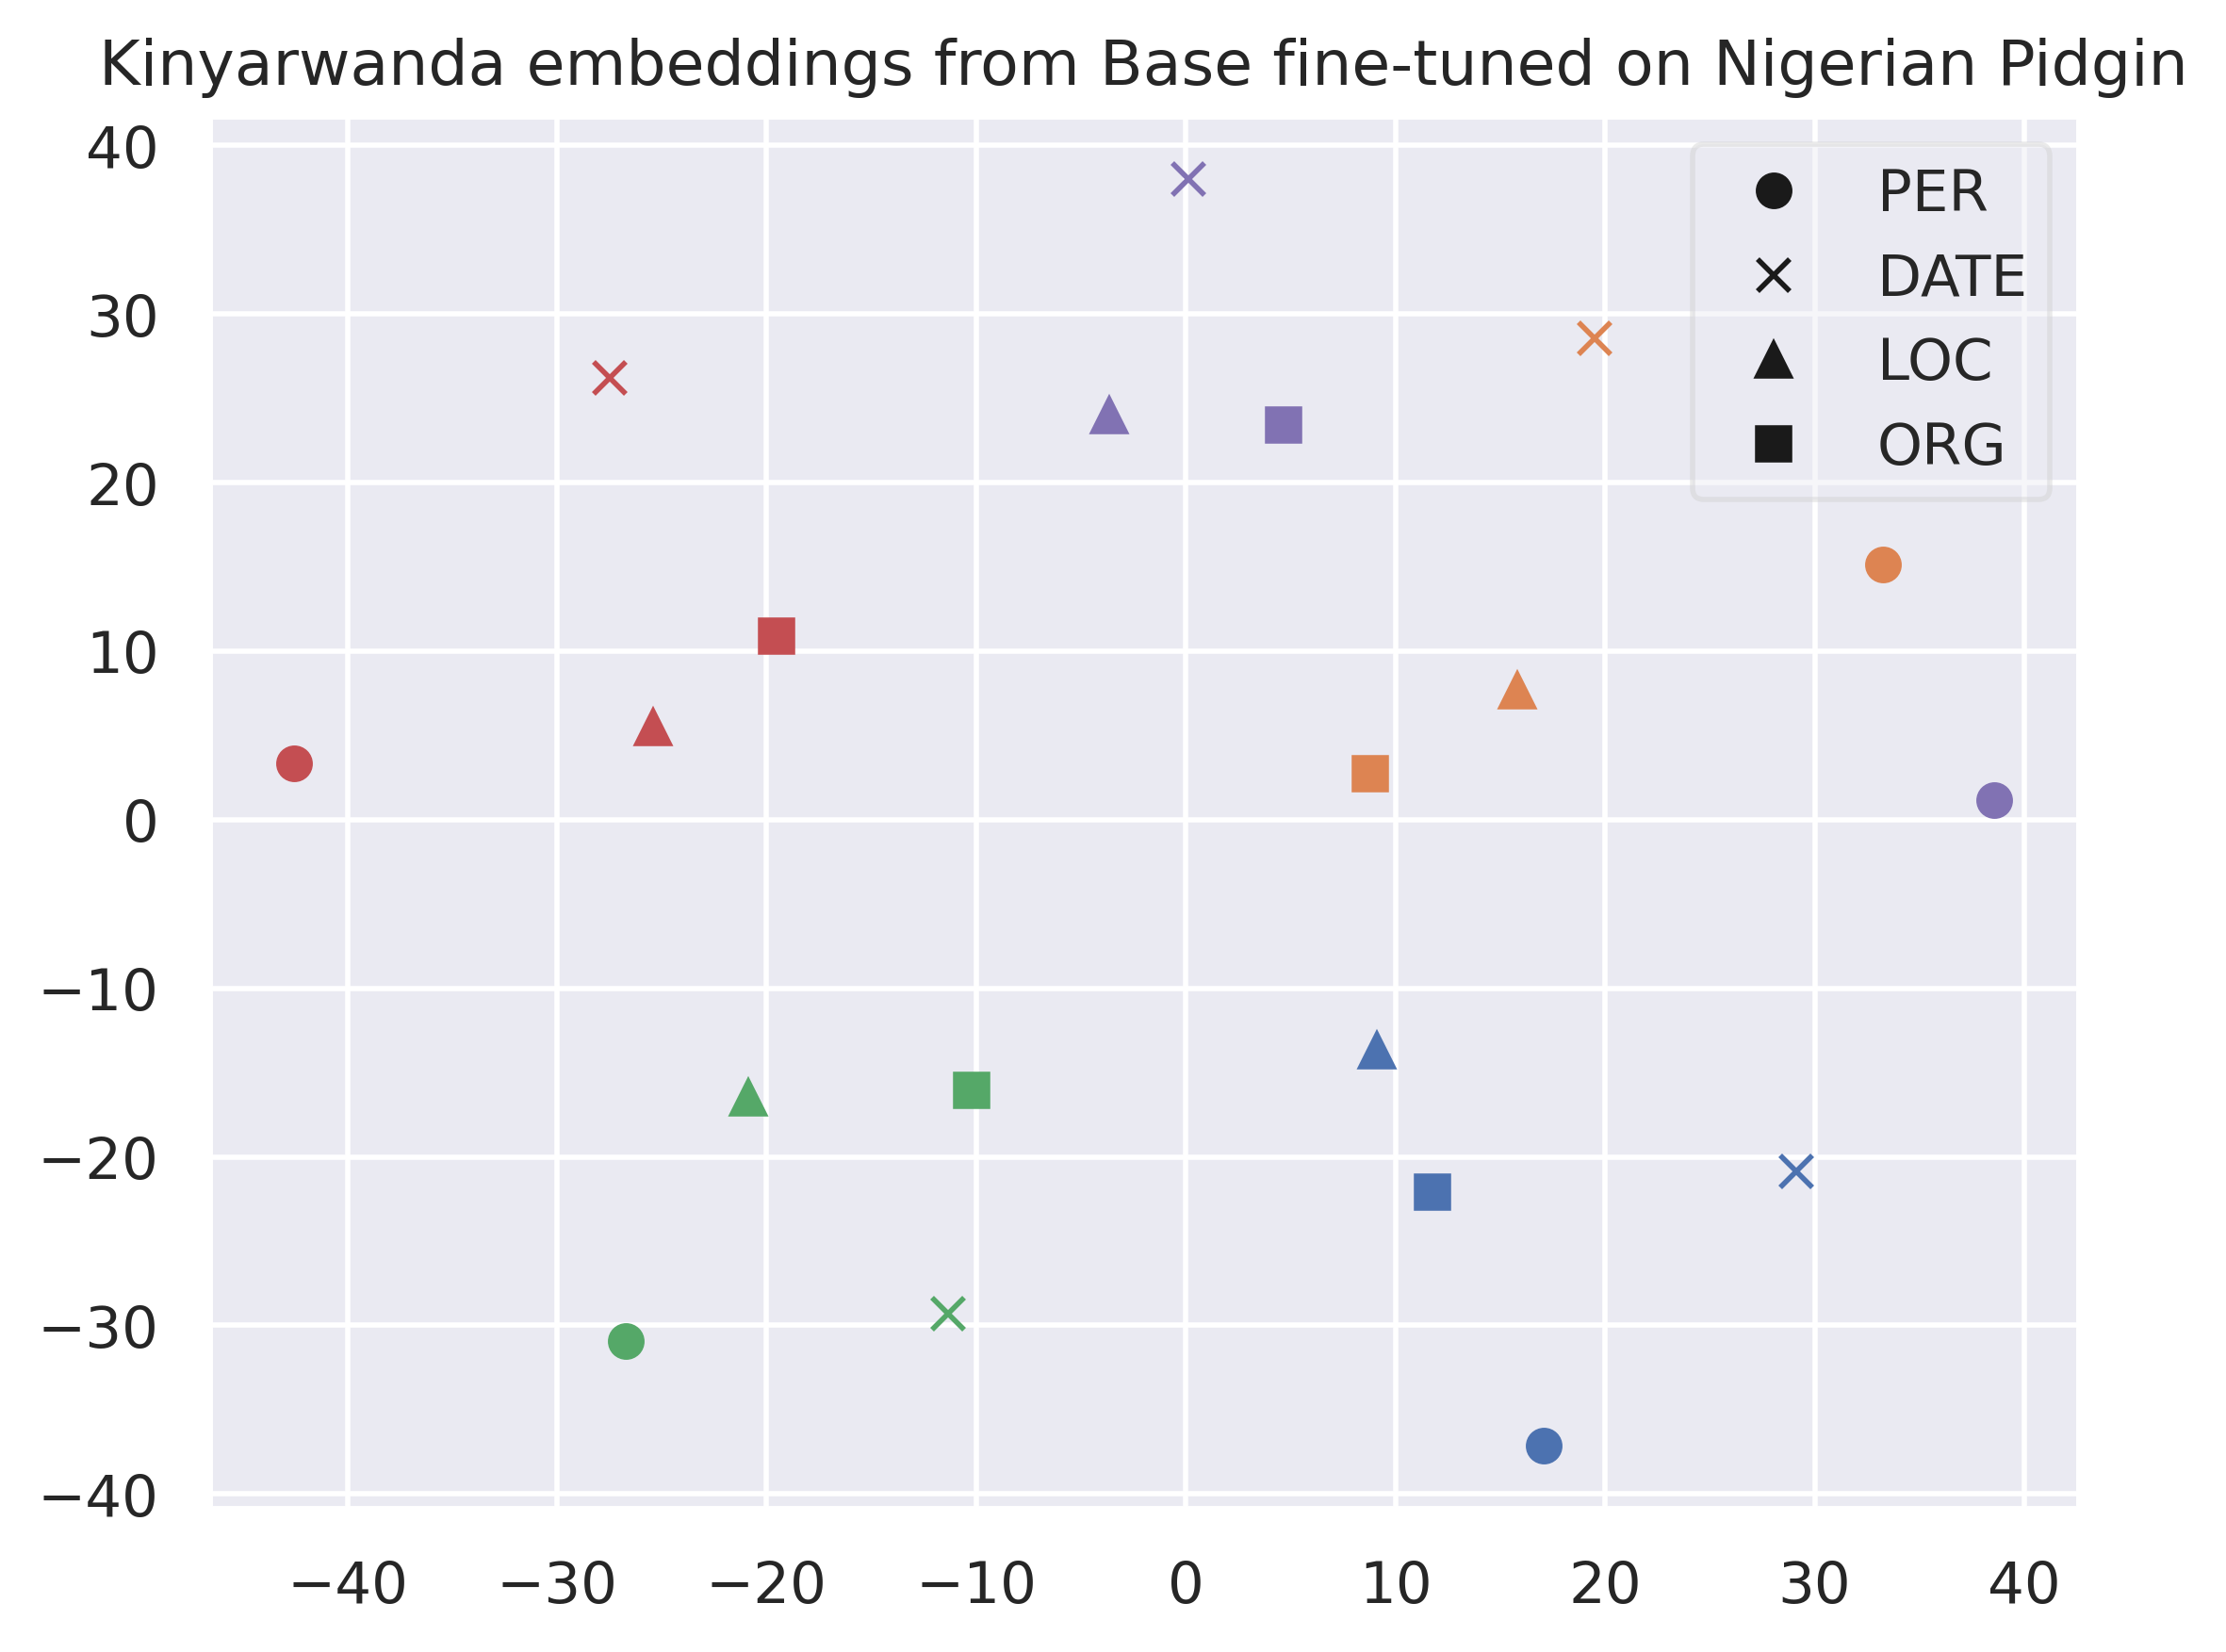 Kinyarwanda embeddings from Base fine-tuned on Nigerian Pidgin
40
30
20
10
0
−10
−20
−30
−40
PER
DATE
LOC
ORG
−40 −30 −20 −10 0 10 20 30 40